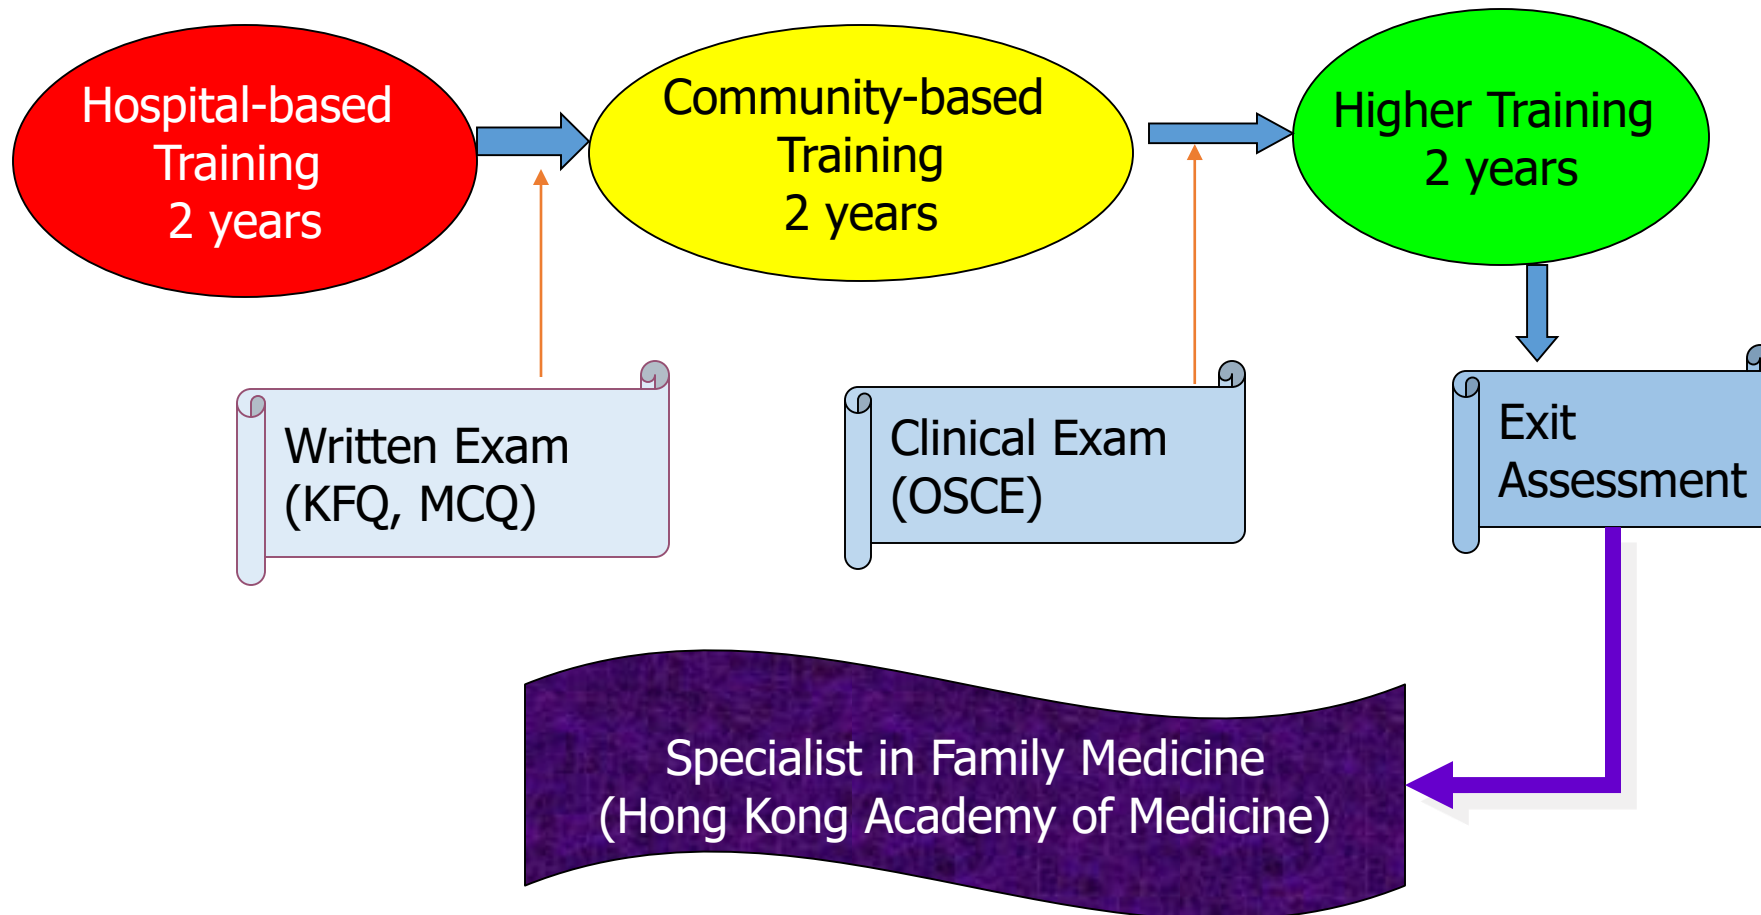 Hospital-based
Training
2 years
Community-based
Training
2 years
Higher Training
2 years
Written Exam
(KFQ, MCQ)
Clinical Exam
(OSCE)
Exit
Assessment
Specialist in Family Medicine
(Hong Kong Academy of Medicine)